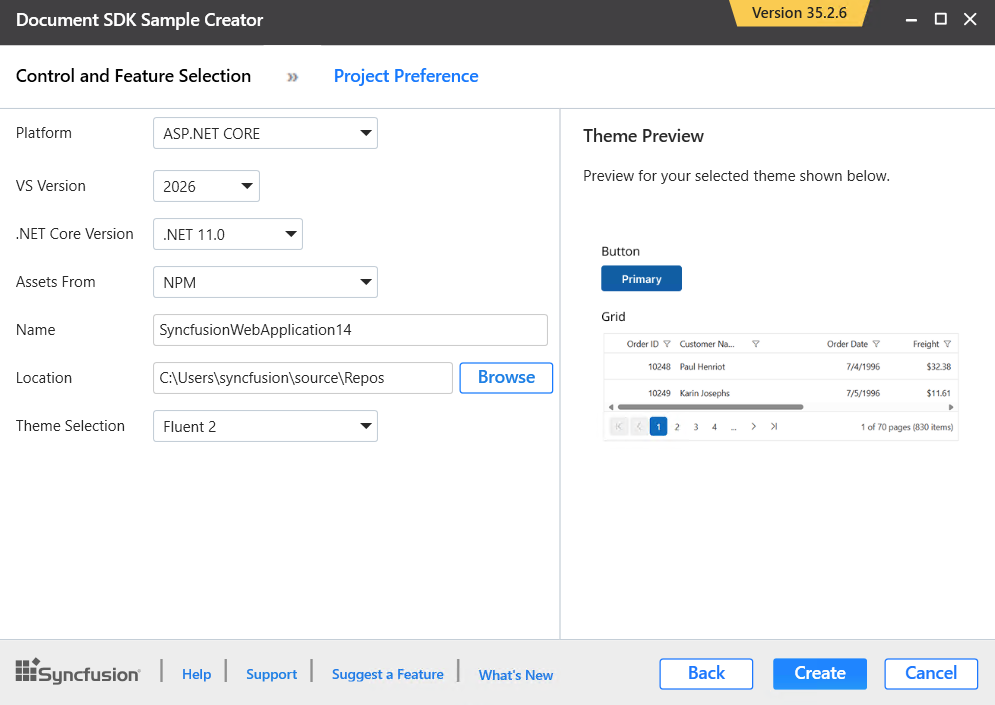 Document SDK Sample Creator
Version 35.2.6
Control and Feature Selection » Project Preference
Platform ASP.NET CORE
VS Version 2026
.NET Core Version .NET 11.0
Assets From NPM
Name SyncfusionWebApplication14
Location C:\Users\syncfusion\source\Repos Browse
Theme Selection Fluent 2
Theme Preview
Preview for your selected theme shown below.
Button
Primary
Grid
Order ID Customer Na... Order Date Freight
10248 Paul Henriot 7/4/1996 $32.38
10249 Karin Josephs 7/5/1996 $11.61
1 2 3 4 ... 1 of 70 pages (830 items)
Syncfusion® | Help | Support | Suggest a Feature | What's New
Back Create Cancel